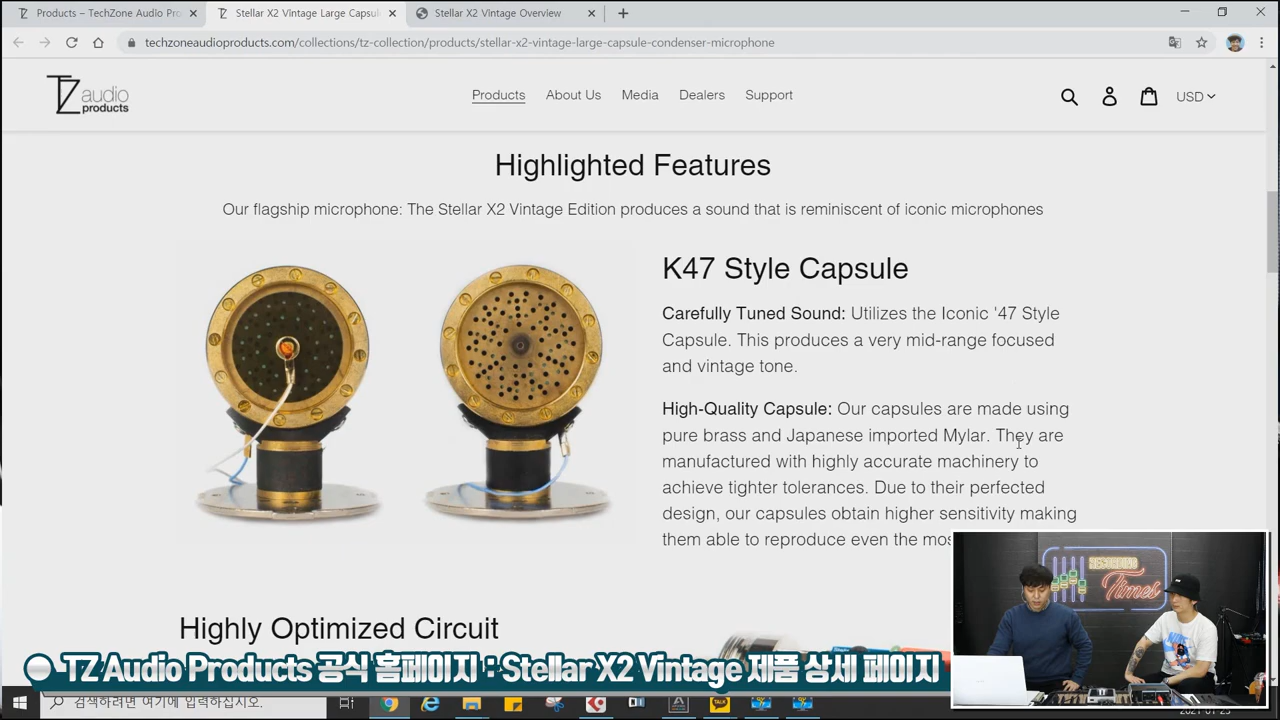 Products – TechZone Audio Pro
Stellar X2 Vintage Large Capsul
Stellar X2 Vintage Overview
techzoneaudioproducts.com/collections/tz-collection/products/stellar-x2-vintage-large-capsule-condenser-microphone
TZ audio products
Products
About Us
Media
Dealers
Support
USD
Highlighted Features
Our flagship microphone: The Stellar X2 Vintage Edition produces a sound that is reminiscent of iconic microphones
K47 Style Capsule
Carefully Tuned Sound: Utilizes the Iconic '47 Style
Capsule. This produces a very mid-range focused
and vintage tone.
High-Quality Capsule: Our capsules are made using
pure brass and Japanese imported Mylar. They are
manufactured with highly accurate machinery to
achieve tighter tolerances. Due to their perfected
design, our capsules obtain higher sensitivity making
them able to reproduce even the mos
RECORDING
Times
Highly Optimized Circuit
TZ Audio Products 공식 홈페이지 : Stellar X2 Vintage 제품 상세 페이지
검색하려면 여기에 입력하십시오.
TALK